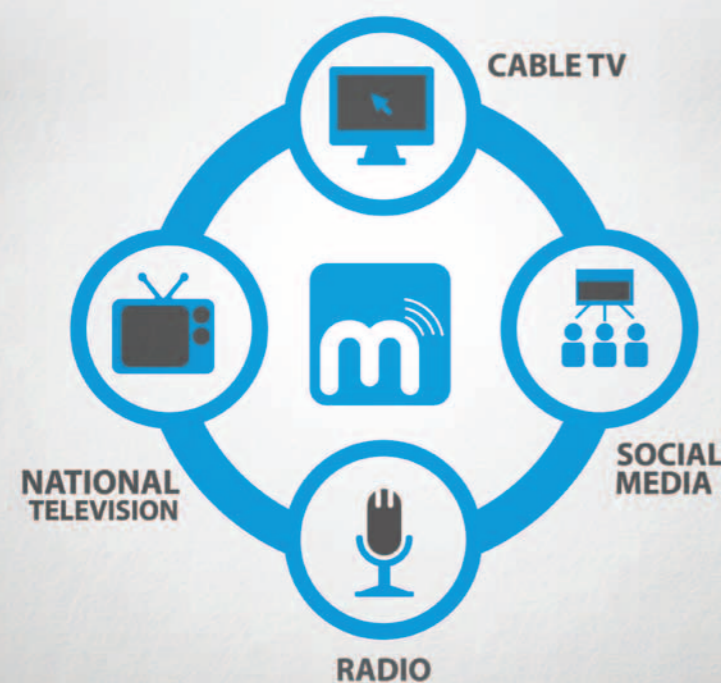 CABLE TV
m
NATIONAL
TELEVISION
SOCIAL
MEDIA
RADIO